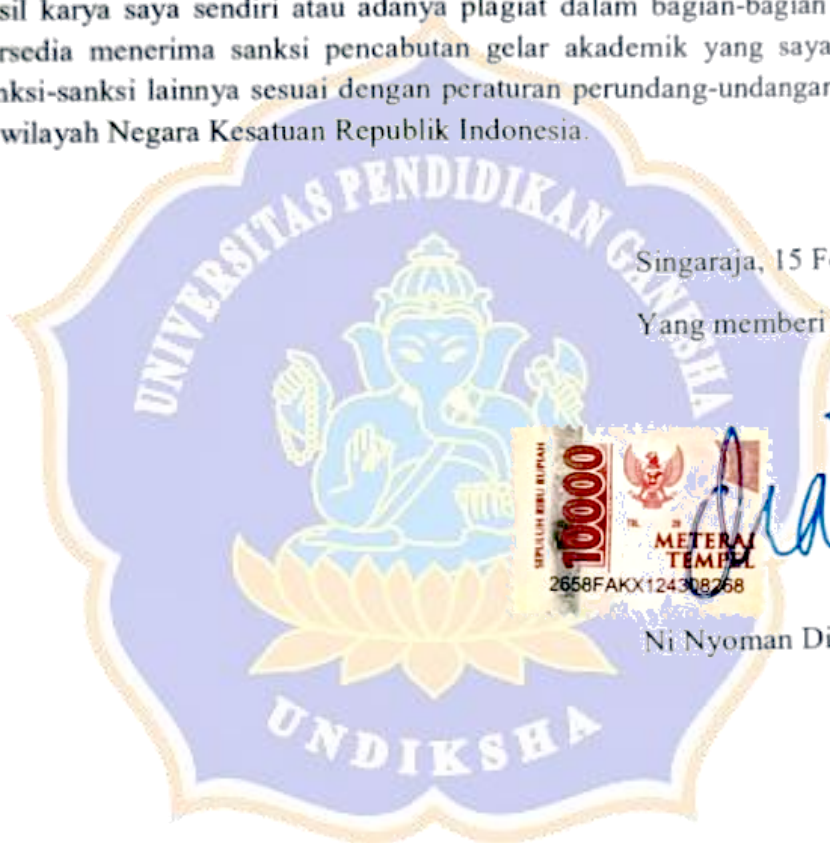 sil karya saya sendiri atau adanya plagiat dalam bagian-bagian
rsedia menerima sanksi pencabutan gelar akademik yang saya
nksi-sanksi lainnya sesuai dengan peraturan perundang-undangan
wilayah Negara Kesatuan Republik Indonesia.
UNIVERSITAS PENDIDIKAN GANESHA
Singaraja, 15 F
Yang memberi
SEPULUH RIBU RUPIAH
10000
TGL. 20
METERAI
TEMPEL
2658FAKX124308268
Ni Nyoman Di
UNDIKSHA